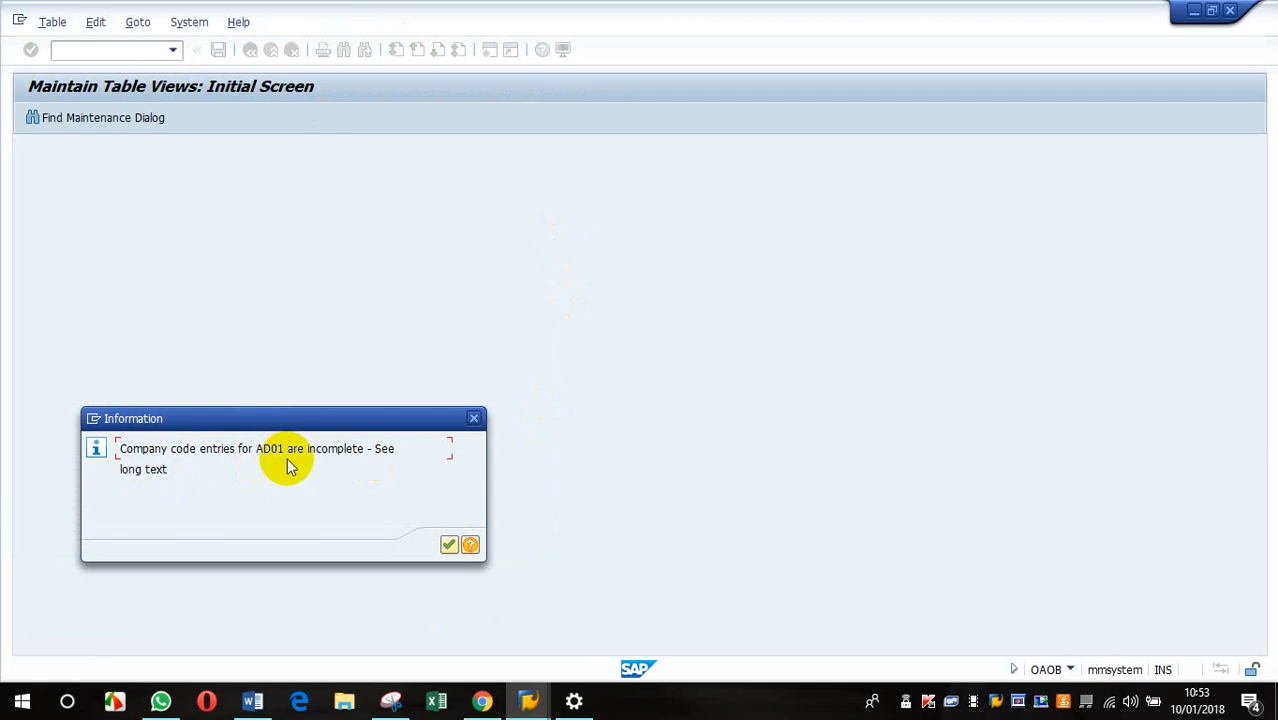 Table Edit Goto System Help
Maintain Table Views: Initial Screen
Find Maintenance Dialog
Information
Company code entries for AD01 are incomplete - See
long text
SAP
OAOB mmsystem INS
10:53
10/01/2018
4